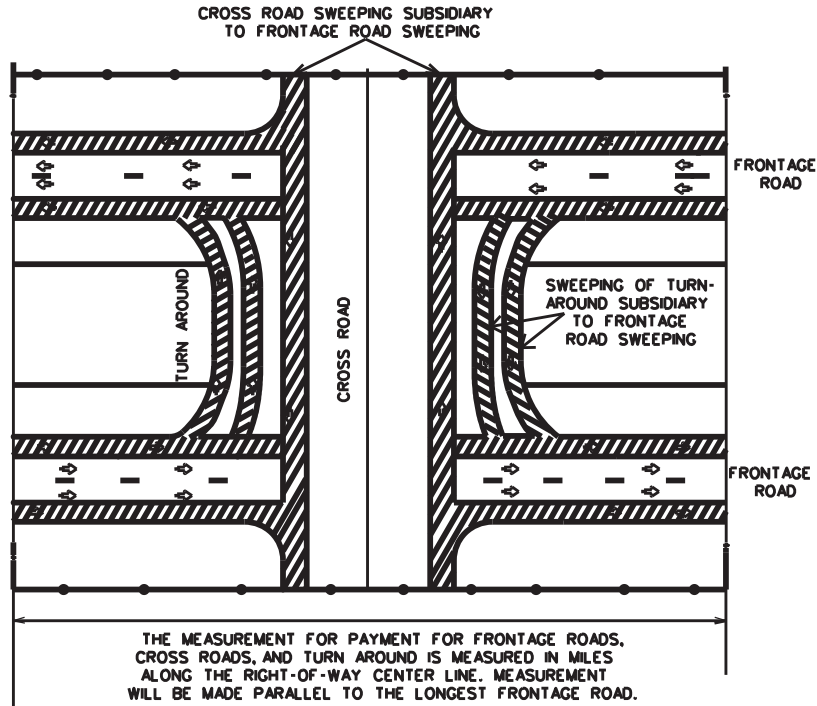 CROSS ROAD SWEEPING SUBSIDIARY
TO FRONTAGE ROAD SWEEPING
FRONTAGE
ROAD
TURN AROUND
CROSS ROAD
SWEEPING OF TURN-
AROUND SUBSIDIARY
TO FRONTAGE
ROAD SWEEPING
FRONTAGE
ROAD
THE MEASUREMENT FOR PAYMENT FOR FRONTAGE ROADS,
CROSS ROADS, AND TURN AROUND IS MEASURED IN MILES
ALONG THE RIGHT-OF-WAY CENTER LINE. MEASUREMENT
WILL BE MADE PARALLEL TO THE LONGEST FRONTAGE ROAD.